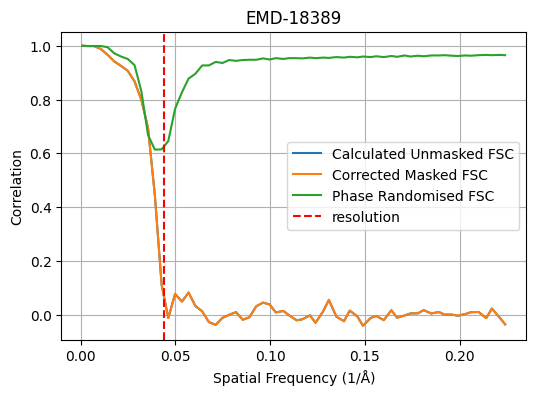 EMD-18389
1.0
0.8
0.6
0.4
0.2
0.0
Correlation
Calculated Unmasked FSC
Corrected Masked FSC
Phase Randomised FSC
resolution
0.00
0.05
0.10
0.15
0.20
Spatial Frequency (1/Å)